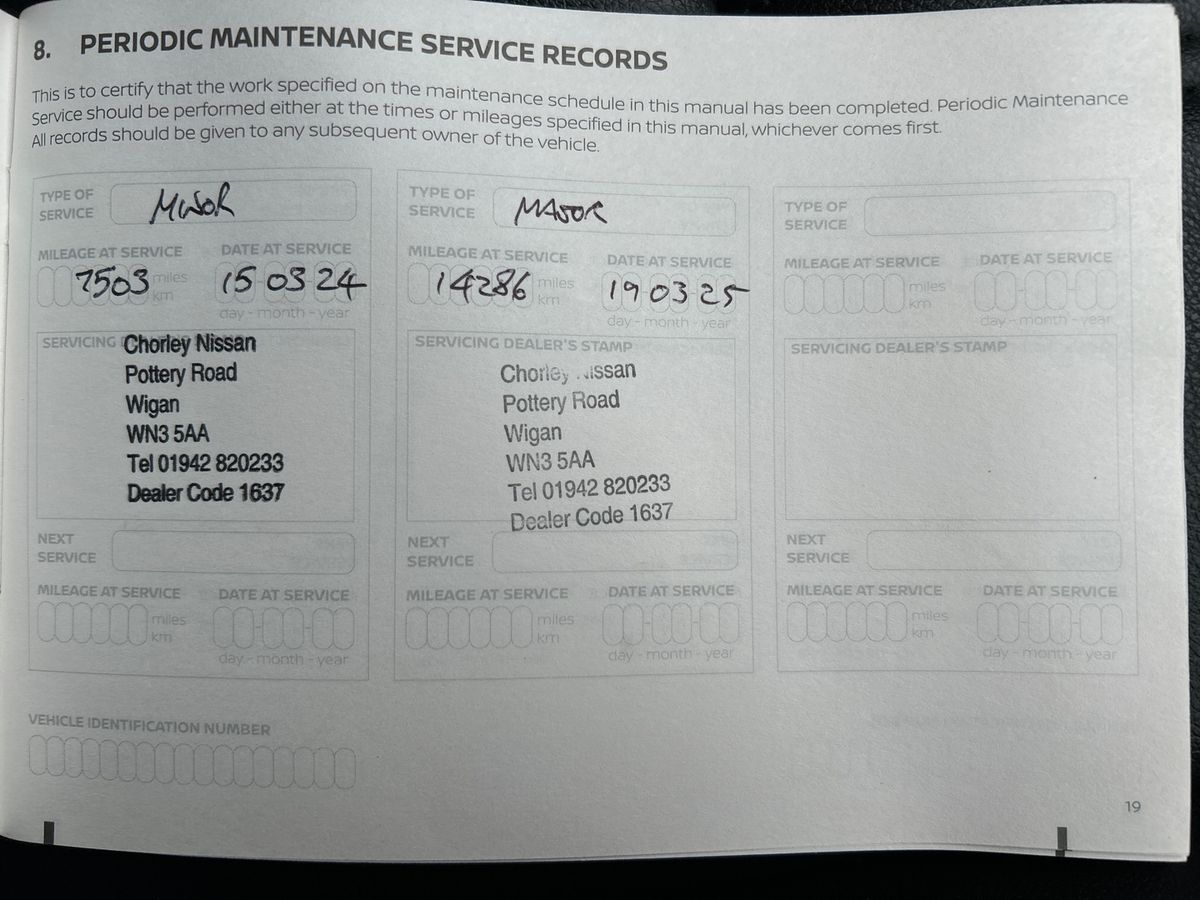 8. PERIODIC MAINTENANCE SERVICE RECORDS
This is to certify that the work specified on the maintenance schedule in this manual has been completed. Periodic Maintenance
Service should be performed either at the times or mileages specified in this manual, whichever comes first.
All records should be given to any subsequent owner of the vehicle.
TYPE OF SERVICE MINOR
MILEAGE AT SERVICE DATE AT SERVICE
7503 miles km 15 03 24
day - month - year
SERVICING
Chorley Nissan
Pottery Road
Wigan
WN3 5AA
Tel 01942 820233
Dealer Code 1637
NEXT SERVICE
MILEAGE AT SERVICE DATE AT SERVICE
miles km
day - month - year
TYPE OF SERVICE MAJOR
MILEAGE AT SERVICE DATE AT SERVICE
14286 miles km 19 03 25
day - month - year
SERVICING DEALER'S STAMP
Chorley Nissan
Pottery Road
Wigan
WN3 5AA
Tel 01942 820233
Dealer Code 1637
NEXT SERVICE
MILEAGE AT SERVICE DATE AT SERVICE
miles km
day - month - year
TYPE OF SERVICE
MILEAGE AT SERVICE DATE AT SERVICE
miles km
day - month - year
SERVICING DEALER'S STAMP
NEXT SERVICE
MILEAGE AT SERVICE DATE AT SERVICE
miles km
day - month - year
VEHICLE IDENTIFICATION NUMBER
19